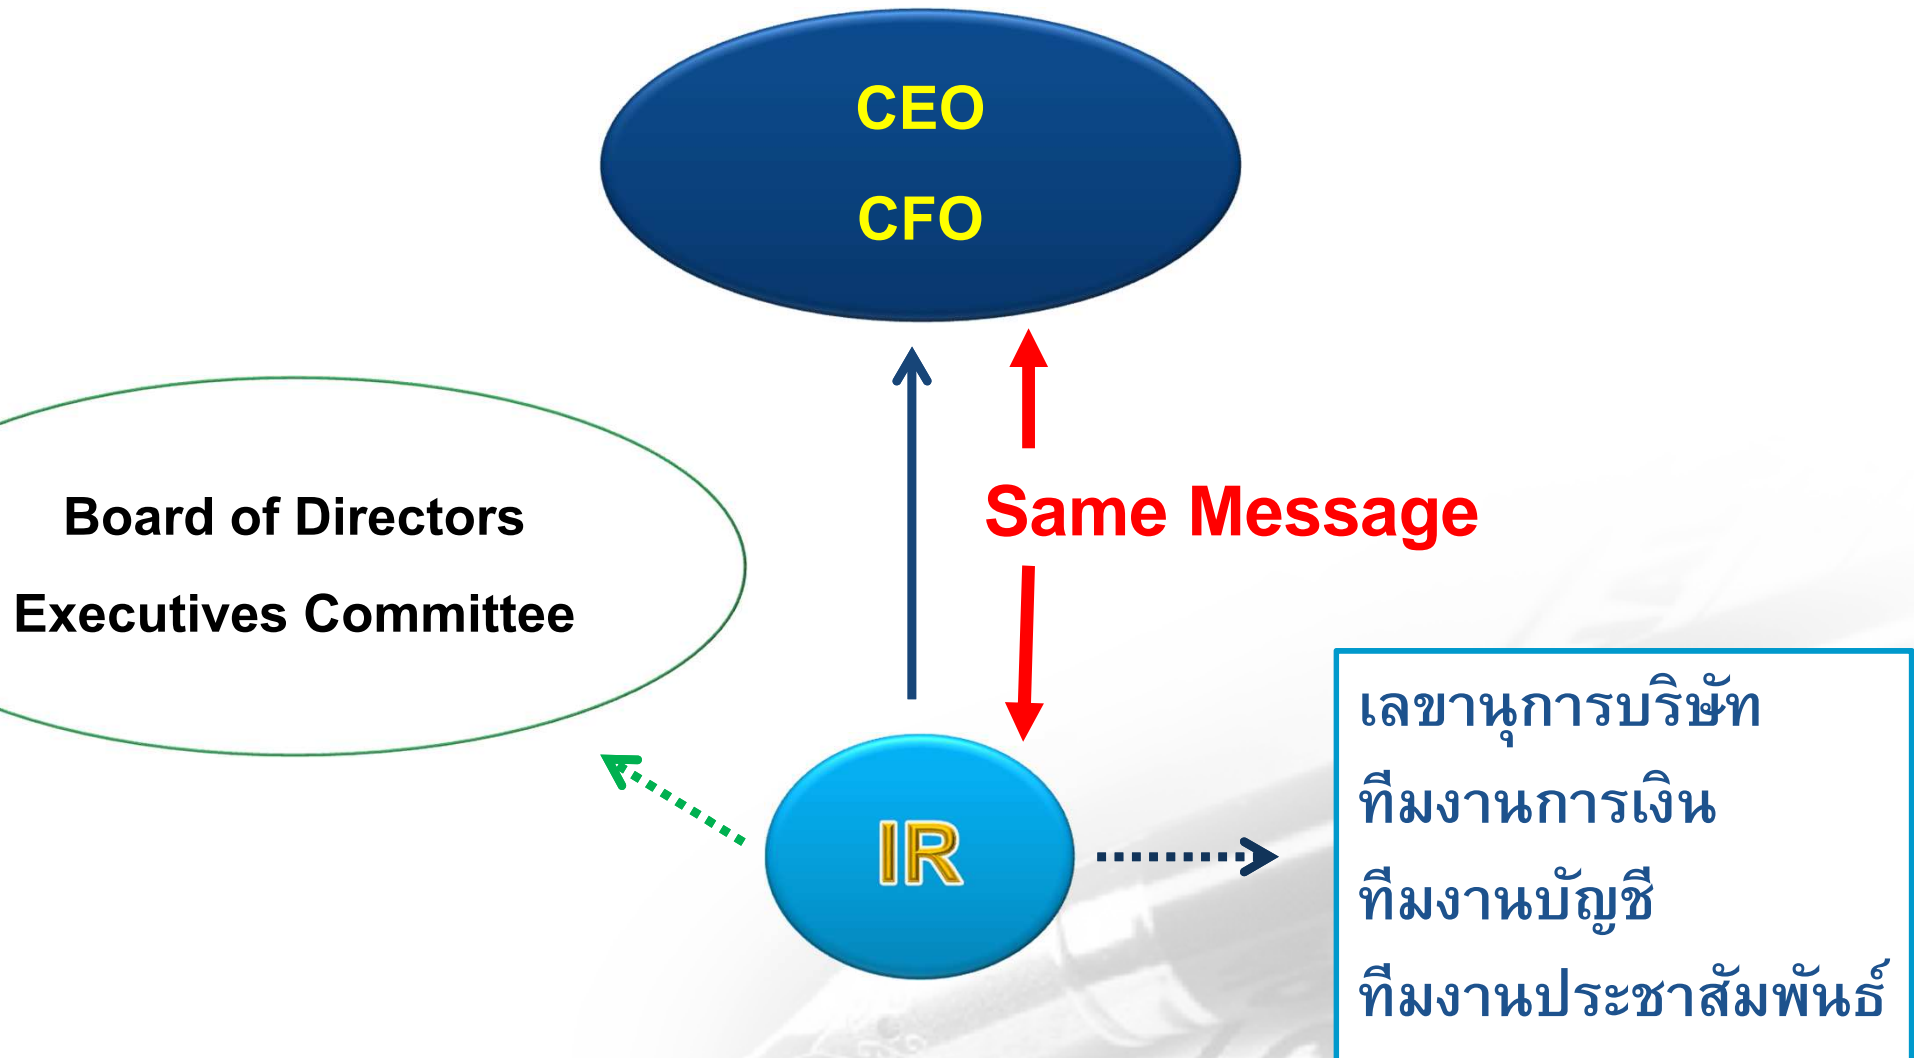 CEO
CFO
Board of Directors
Executives Committee
Same Message
IR
เลขานุการบริษัท
ทีมงานการเงิน
ทีมงานบัญชี
ทีมงานประชาสัมพันธ์